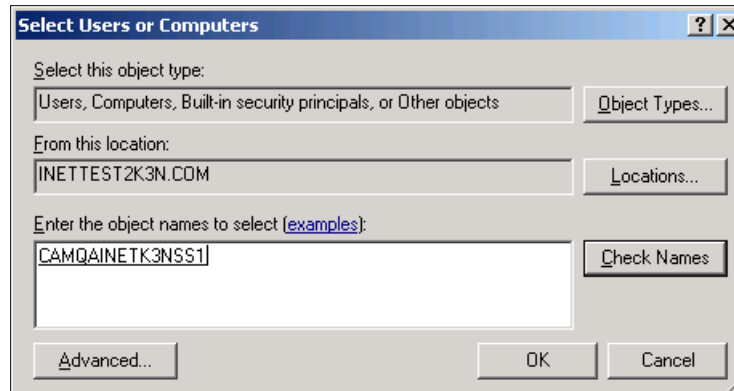 Select Users or Computers
Select this object type:
Users, Computers, Built-in security principals, or Other objects
Object Types...
From this location:
INETTEST2K3N.COM
Locations...
Enter the object names to select (examples):
CAMQAINETK3NSS1
Check Names
Advanced...
OK
Cancel